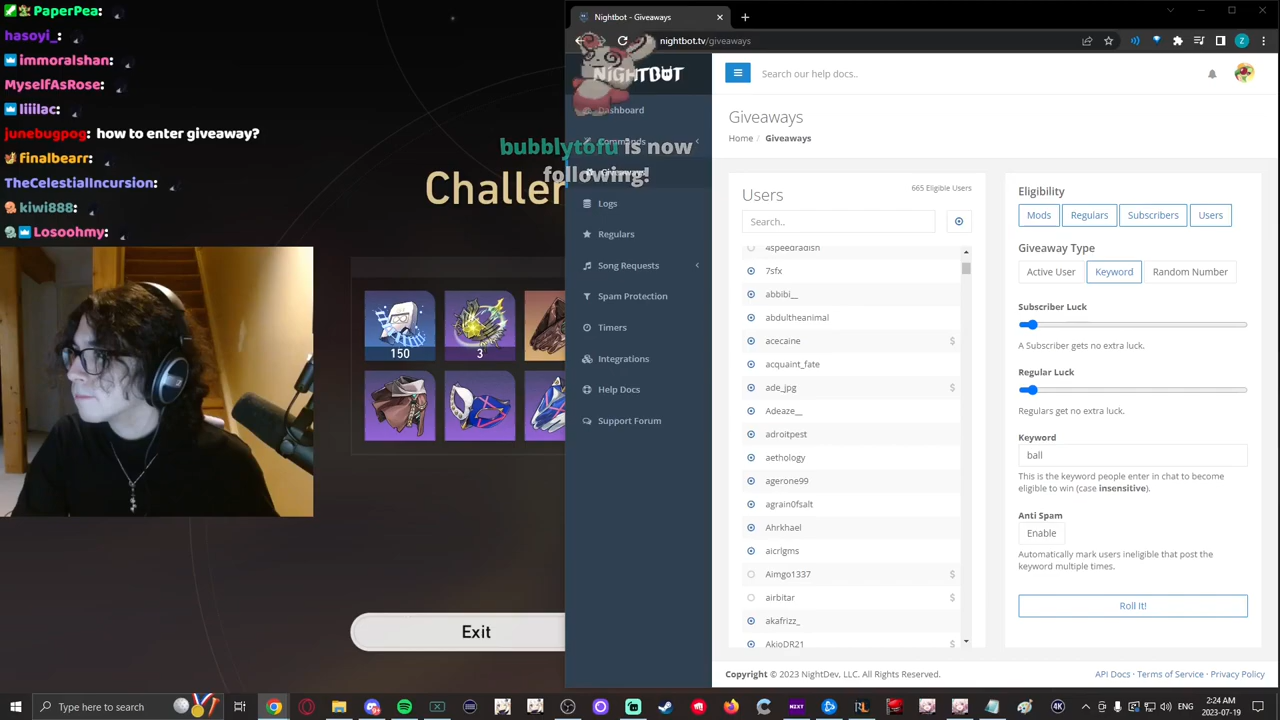 PaperPea:
hasoyi_:
immoralshan:
MyselfAsRose:
liiilac:
junebugpog: how to enter giveaway?
finalbearr:
TheCelestialIncursion:
kiwi888:
Losoohmy:
Challe
150
3
Exit
bubblytofu is now
following!
Nightbot - Giveaways
nightbot.tv/giveaways
Z
NIGHTBOT
Dashboard
Commands
Giveaways
Logs
Regulars
Song Requests
Spam Protection
Timers
Integrations
Help Docs
Support Forum
Search our help docs..
Giveaways
Home / Giveaways
Users
665 Eligible Users
Search..
4speedradish
7sfx
abbibi__
abdultheanimal
acecaine $
acquaint_fate
ade_jpg $
Adeaze__
adroitpest
aethology
agerone99
agrain0fsalt
Ahrkhael
aicrigms
Aimgo1337 $
airbitar $
akafrizz_
AkioDR21 $
Eligibility
Mods Regulars Subscribers Users
Giveaway Type
Active User Keyword Random Number
Subscriber Luck
A Subscriber gets no extra luck.
Regular Luck
Regulars get no extra luck.
Keyword
ball
This is the keyword people enter in chat to become
eligible to win (case insensitive).
Anti Spam
Enable
Automatically mark users ineligible that post the
keyword multiple times.
Roll It!
Copyright © 2023 NightDev, LLC. All Rights Reserved.
API Docs · Terms of Service · Privacy Policy
Type here to search
4K
ENG
2:24 AM
2023-07-19